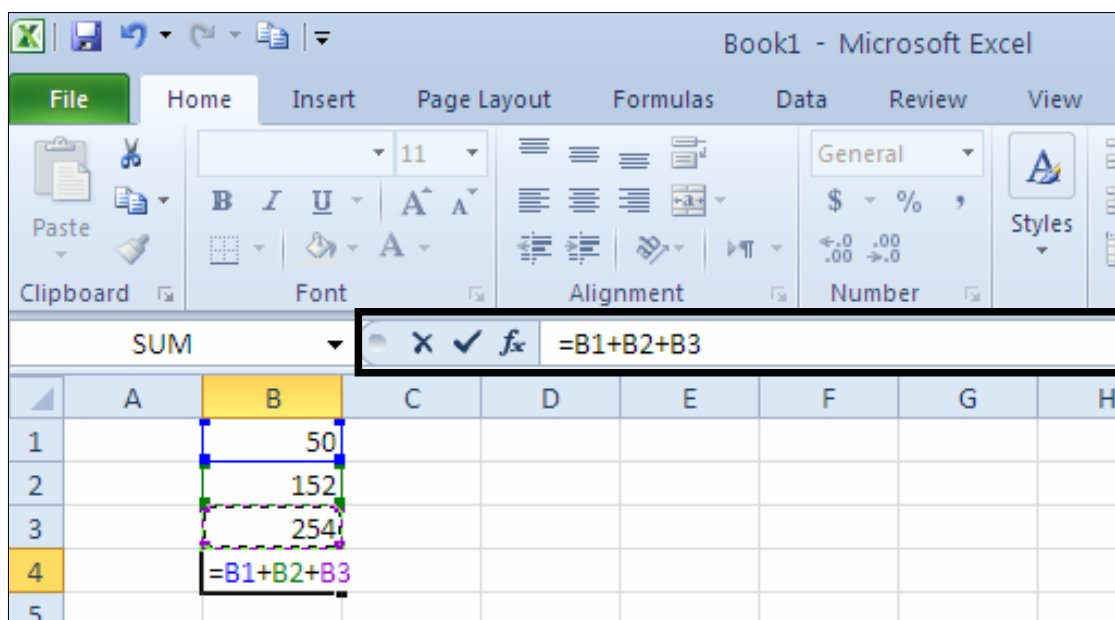 Book1 - Microsoft Excel
File Home Insert Page Layout Formulas Data Review View
11 General
B I U A A $ % ,
Paste Styles
A .0 .00
.00 .0
Clipboard Font Alignment Number
SUM fx =B1+B2+B3
A B C D E F G H
1 50
2 152
3 254
4 =B1+B2+B3
5